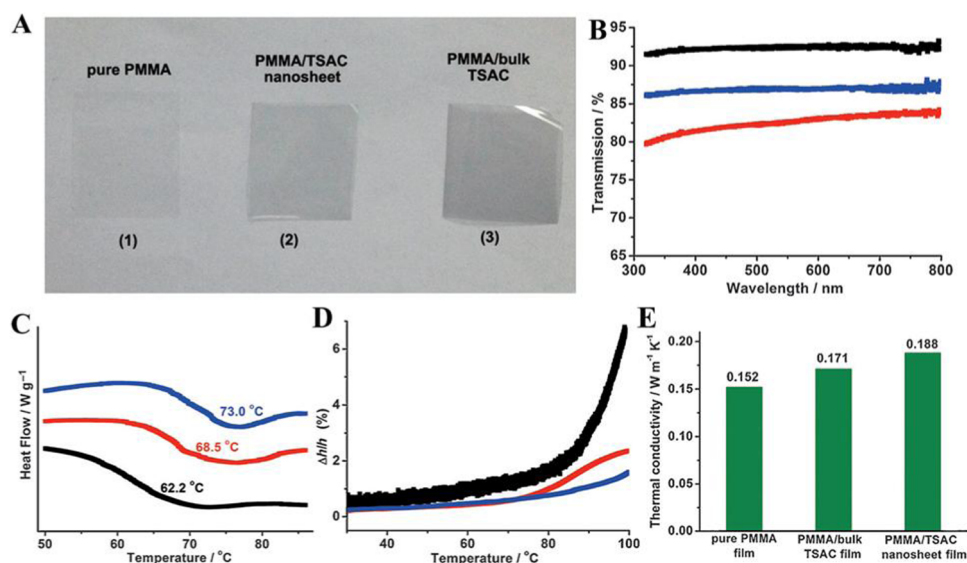 A
pure PMMA
PMMA/TSAC
nanosheet
PMMA/bulk
TSAC
(1)
(2)
(3)
B
Transmission / %
95
90
85
80
75
70
65
300
400
500
600
700
800
Wavelength / nm
C
Heat Flow / W g−1
73.0 °C
68.5 °C
62.2 °C
50
60
70
80
Temperature / °C
D
Δh/h (%)
6
4
2
0
40
60
80
100
Temperature / °C
E
Thermal conductivity / W m−1 K−1
0.20
0.15
0.10
0.05
0.00
0.152
0.171
0.188
pure PMMA
film
PMMA/bulk
TSAC film
PMMA/TSAC
nanosheet film